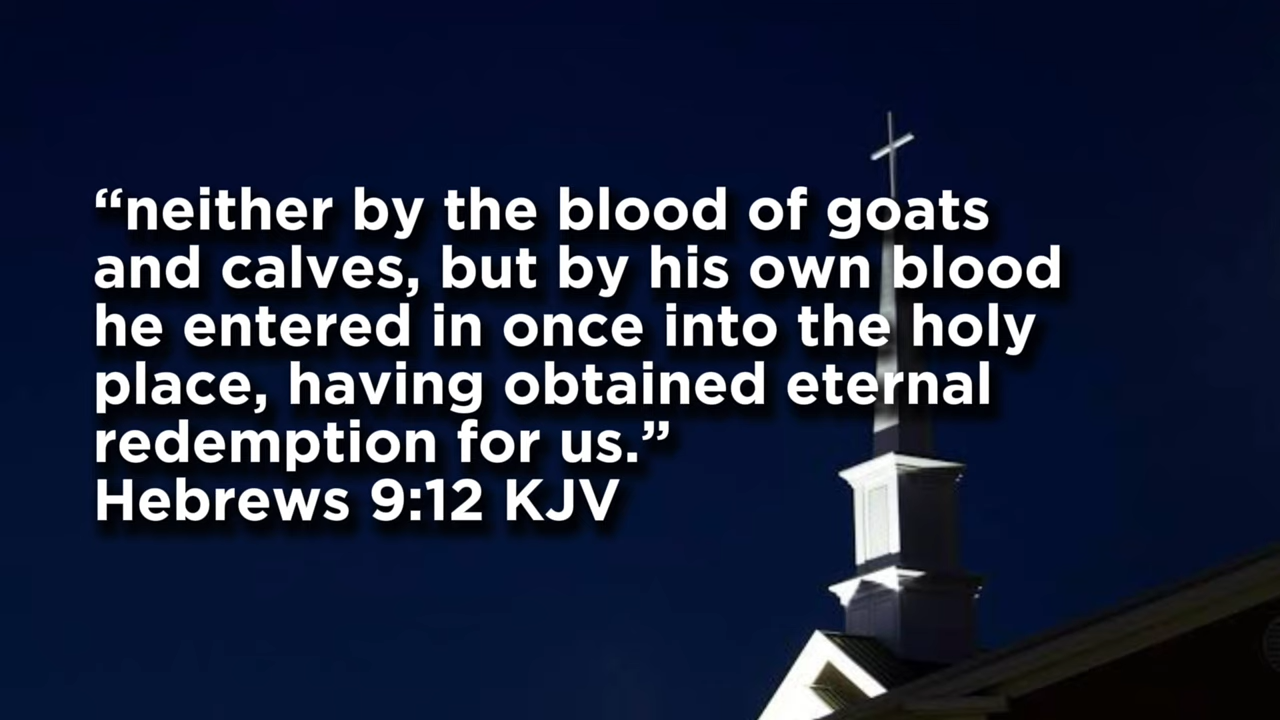 “neither by the blood of goats
and calves, but by his own blood
he entered in once into the holy
place, having obtained eternal
redemption for us.”
Hebrews 9:12 KJV